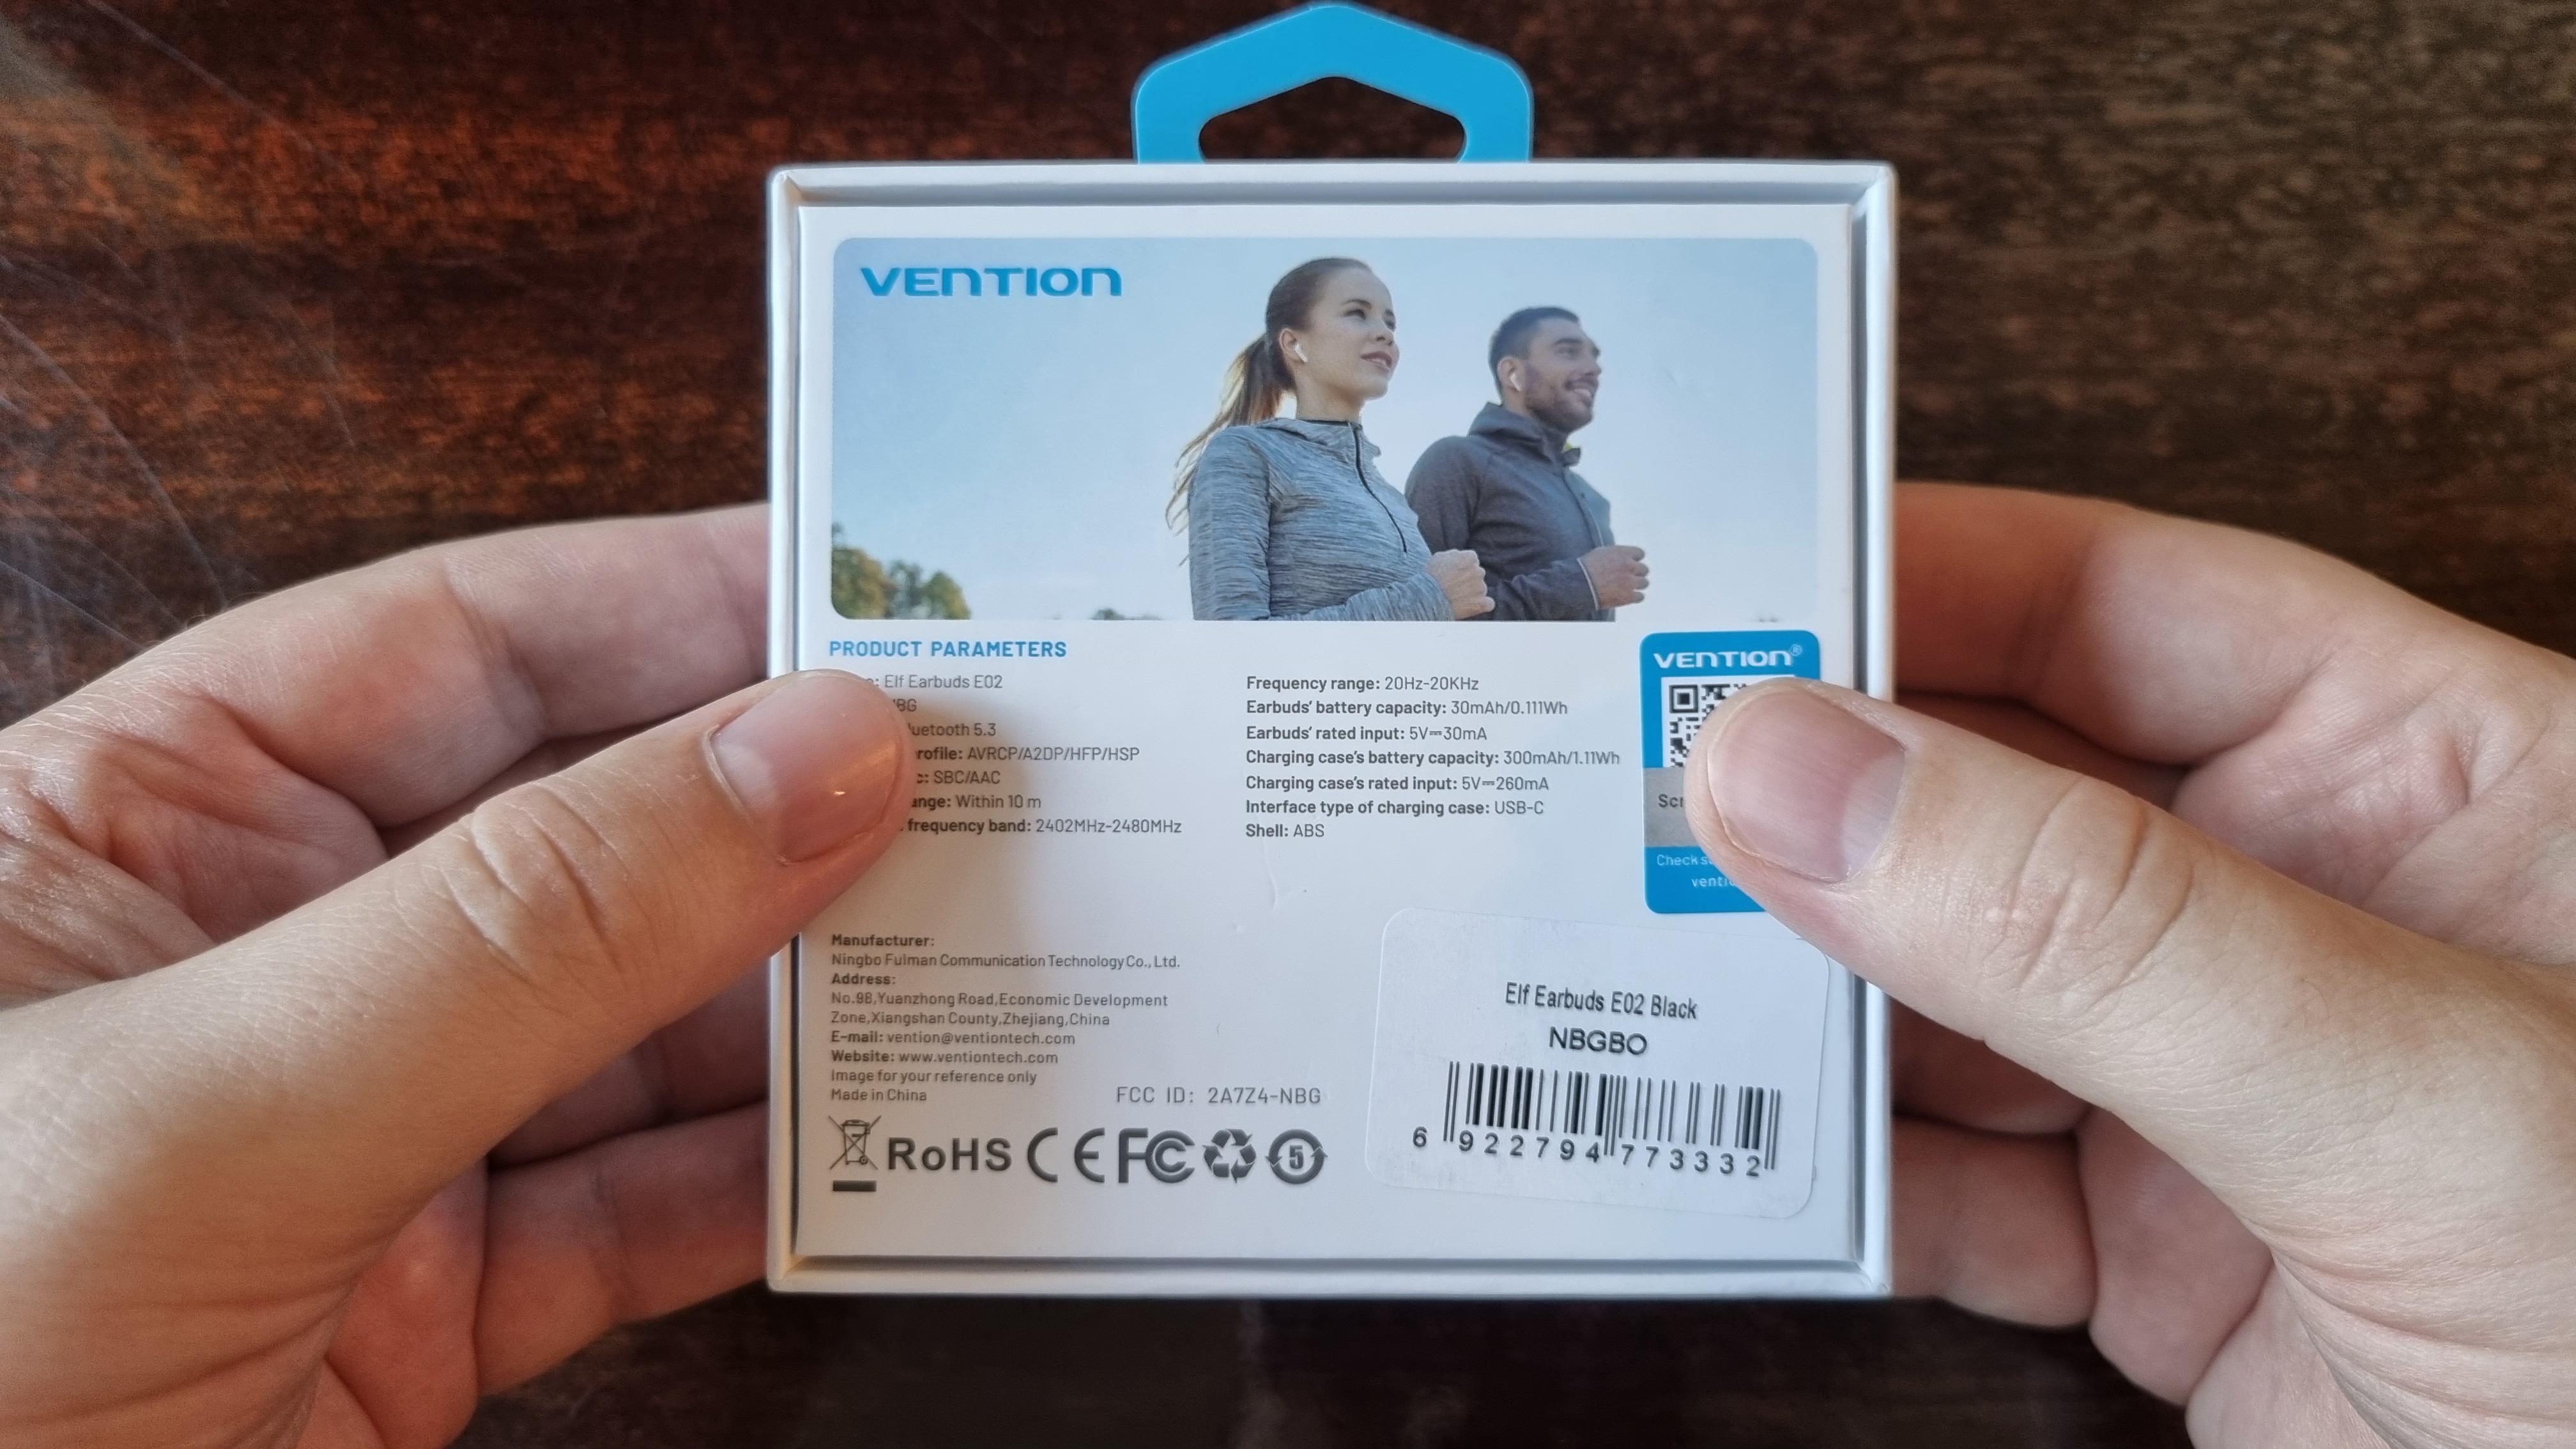 VENTION
PRODUCT PARAMETERS
Elf Earbuds E02
5.3
AVRCP/A2DP/HFP/HSP
SBC/AAC
Within 10 m
frequency band: 2402MHz-2480MHz
Frequency range: 20Hz-20KHz
Earbuds' battery capacity: 30mAh/0.111Wh
Earbuds' rated input: 5V⎓30mA
Charging case's battery capacity: 300mAh/1.11Wh
Charging case's rated input: 5V⎓260mA
Interface type of charging case: USB-C
Shell: ABS
VENTION®
Check
Manufacturer:
Ningbo Fulman Communication Technology Co., Ltd.
Address:
No.98,Yuanzhong Road,Economic Development
Zone,Xiangshan County,Zhejiang,China
E-mail: vention@ventiontech.com
Website: www.ventiontech.com
Image for your reference only
Made in China
FCC ID: 2A7Z4-NBG
RoHS CE FC 5
Elf Earbuds E02 Black
NBGBO
6 922794 773332